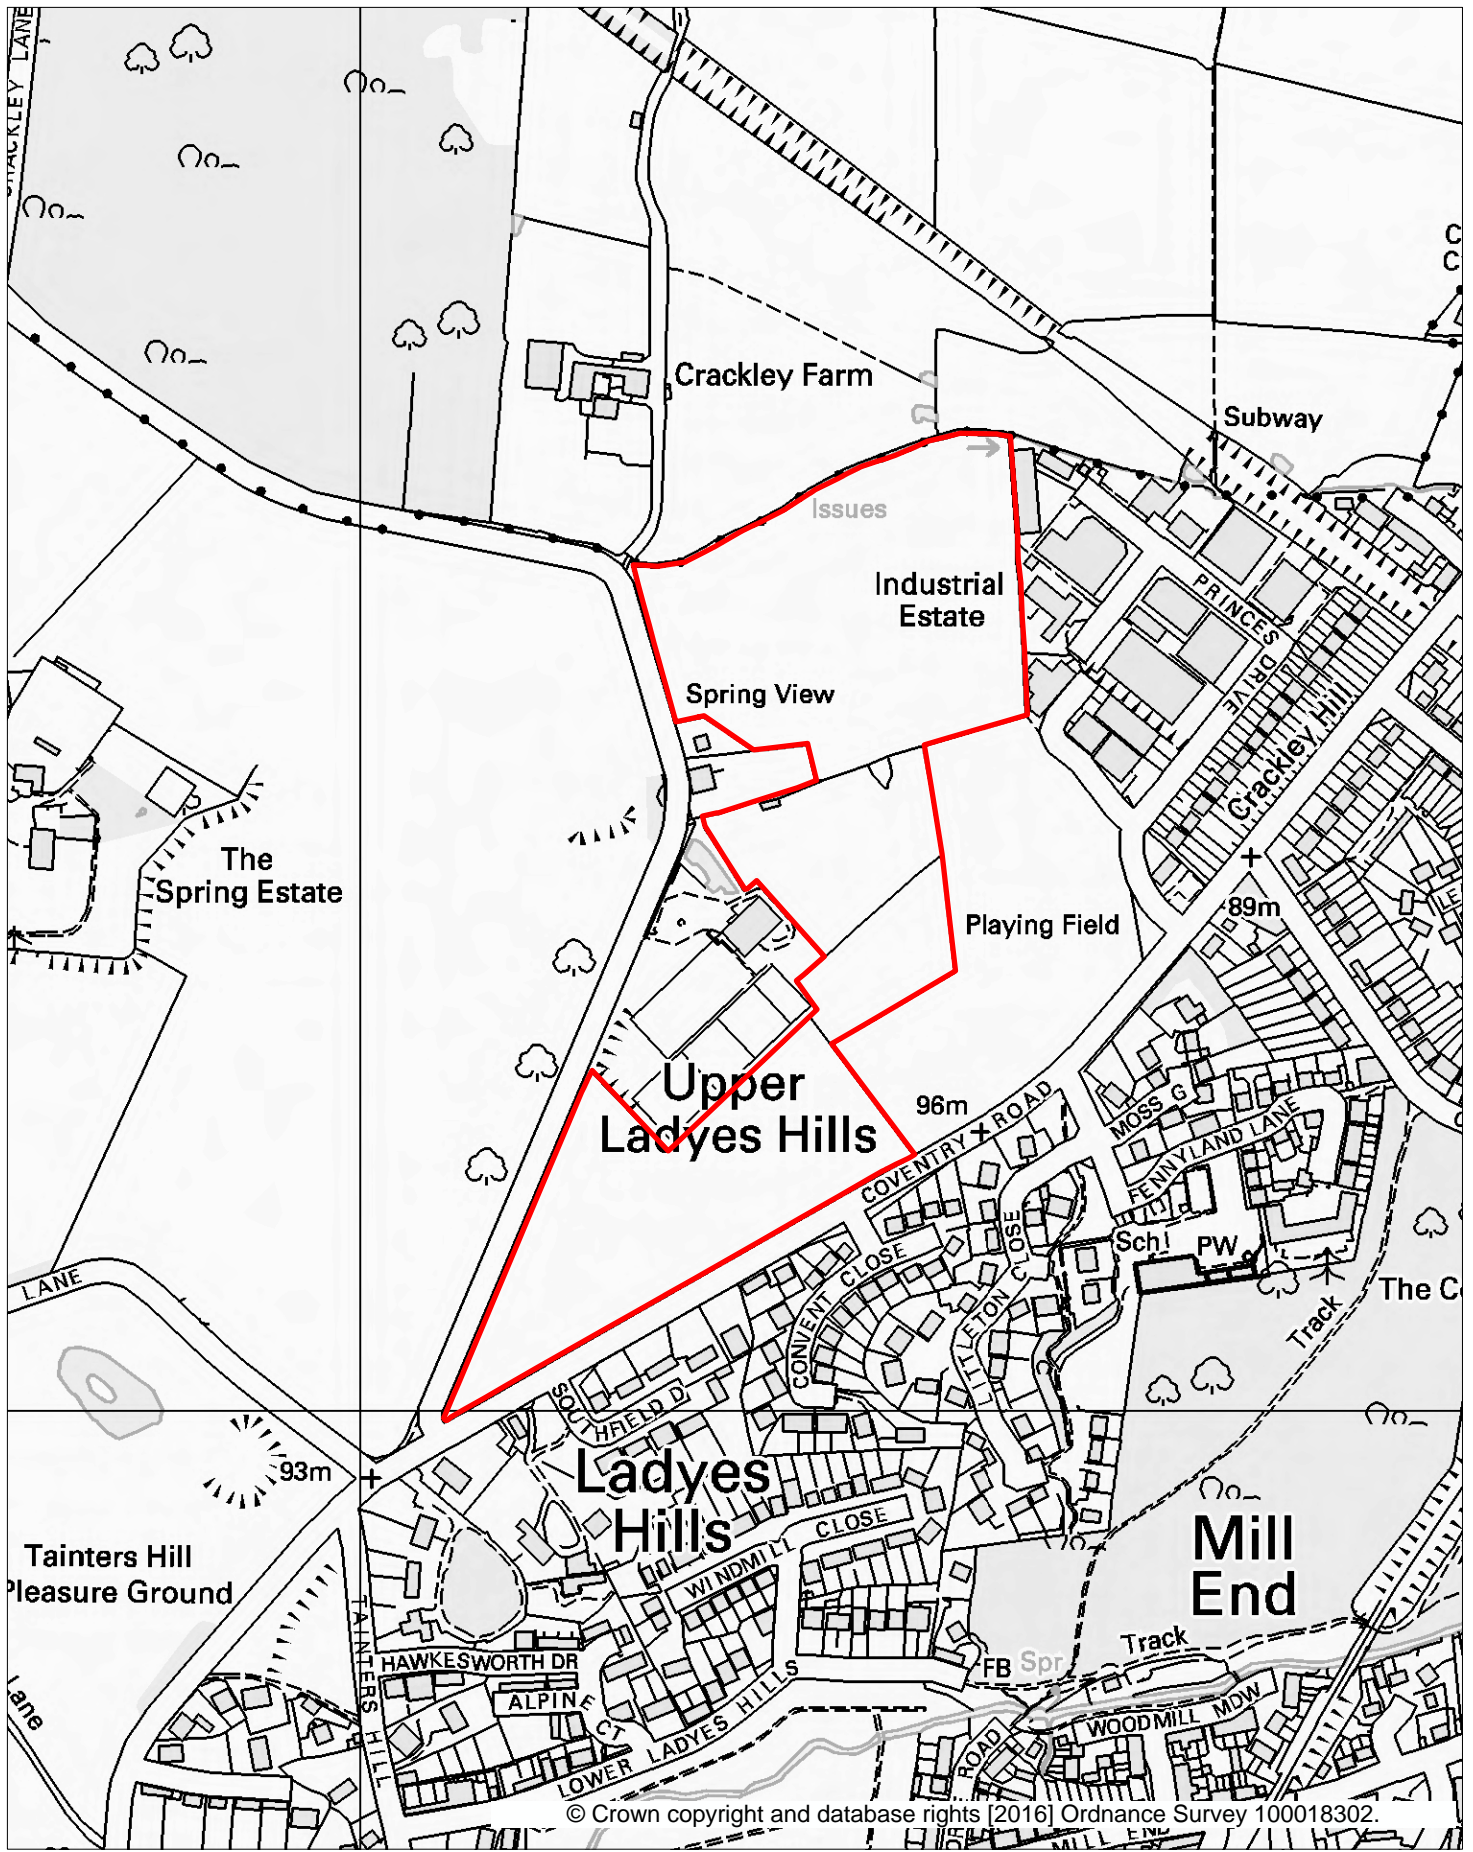 CRACKLEY LANE
Crackley Farm
Subway
Issues
Industrial
Estate
PRINCES DRIVE
Spring View
Crackley Hill
The
Spring Estate
89m
Playing Field
Upper
Ladyes Hills
96m
COVENTRY ROAD
MOSS G
FENNYLAND LANE
Sch
PW
LANE
CONVENT CLOSE
LITTLETON CLOSE
The C
Track
SOUTHFIELD D
93m
Ladyes
Hills
CLOSE
WINDMILL
Mill
End
Tainters Hill
Pleasure Ground
TAINTERS HILL
HAWKESWORTH DR
ALPINE CT
LOWER LADYES HILLS
FB
Spr
Track
WOODMILL MDW
ROAD
Lane
MILL END
© Crown copyright and database rights [2016] Ordnance Survey 100018302.